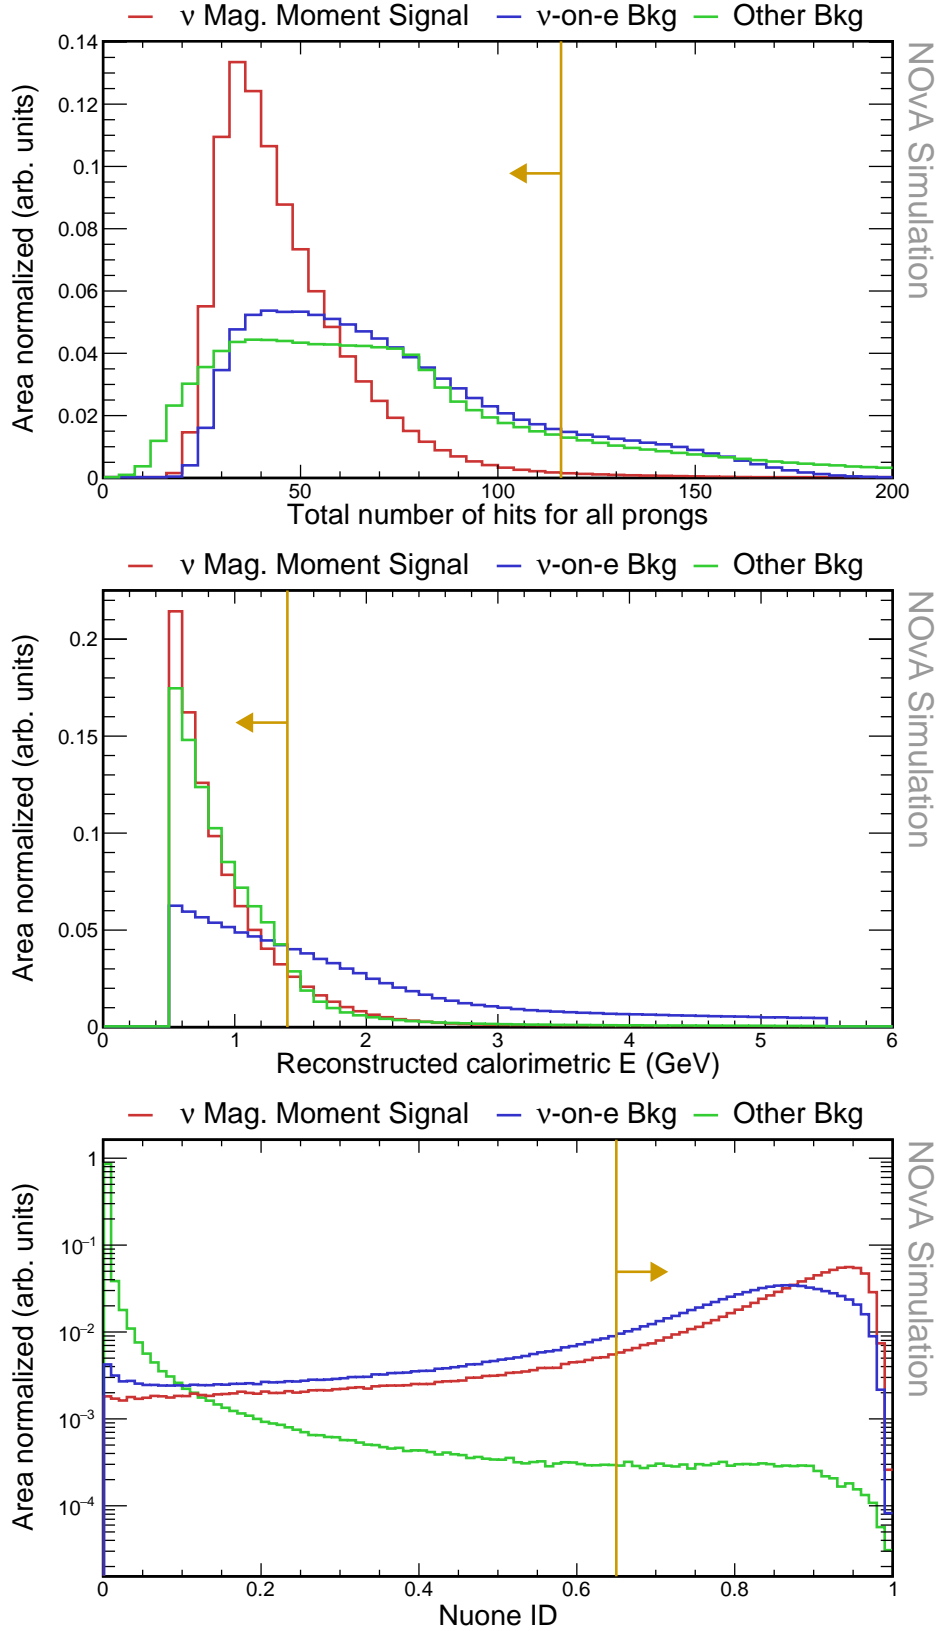 ν Mag. Moment Signal ν-on-e Bkg Other Bkg
NOvA Simulation
Area normalized (arb. units)
0.14
0.12
0.1
0.08
0.06
0.04
0.02
0
0 50 100 150 200
Total number of hits for all prongs
ν Mag. Moment Signal ν-on-e Bkg Other Bkg
NOvA Simulation
Area normalized (arb. units)
0.2
0.15
0.1
0.05
0
0 1 2 3 4 5 6
Reconstructed calorimetric E (GeV)
ν Mag. Moment Signal ν-on-e Bkg Other Bkg
NOvA Simulation
Area normalized (arb. units)
1
10⁻¹
10⁻²
10⁻³
10⁻⁴
0 0.2 0.4 0.6 0.8 1
Nuone ID